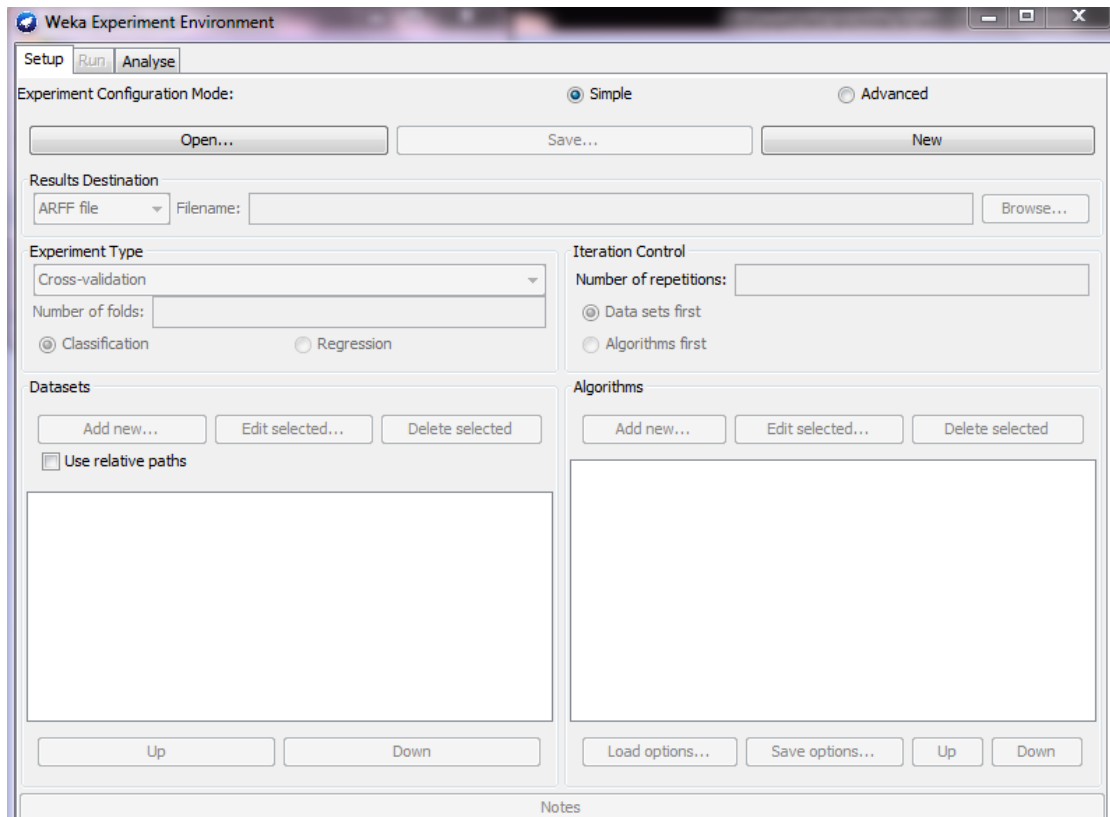 Weka Experiment Environment
Setup Run Analyse
Experiment Configuration Mode: Simple Advanced
Open... Save... New
Results Destination
ARFF file Filename: Browse...
Experiment Type Iteration Control
Cross-validation Number of repetitions:
Number of folds: Data sets first
Classification Regression Algorithms first
Datasets Algorithms
Add new... Edit selected... Delete selected Add new... Edit selected... Delete selected
Use relative paths
Up Down Load options... Save options... Up Down
Notes